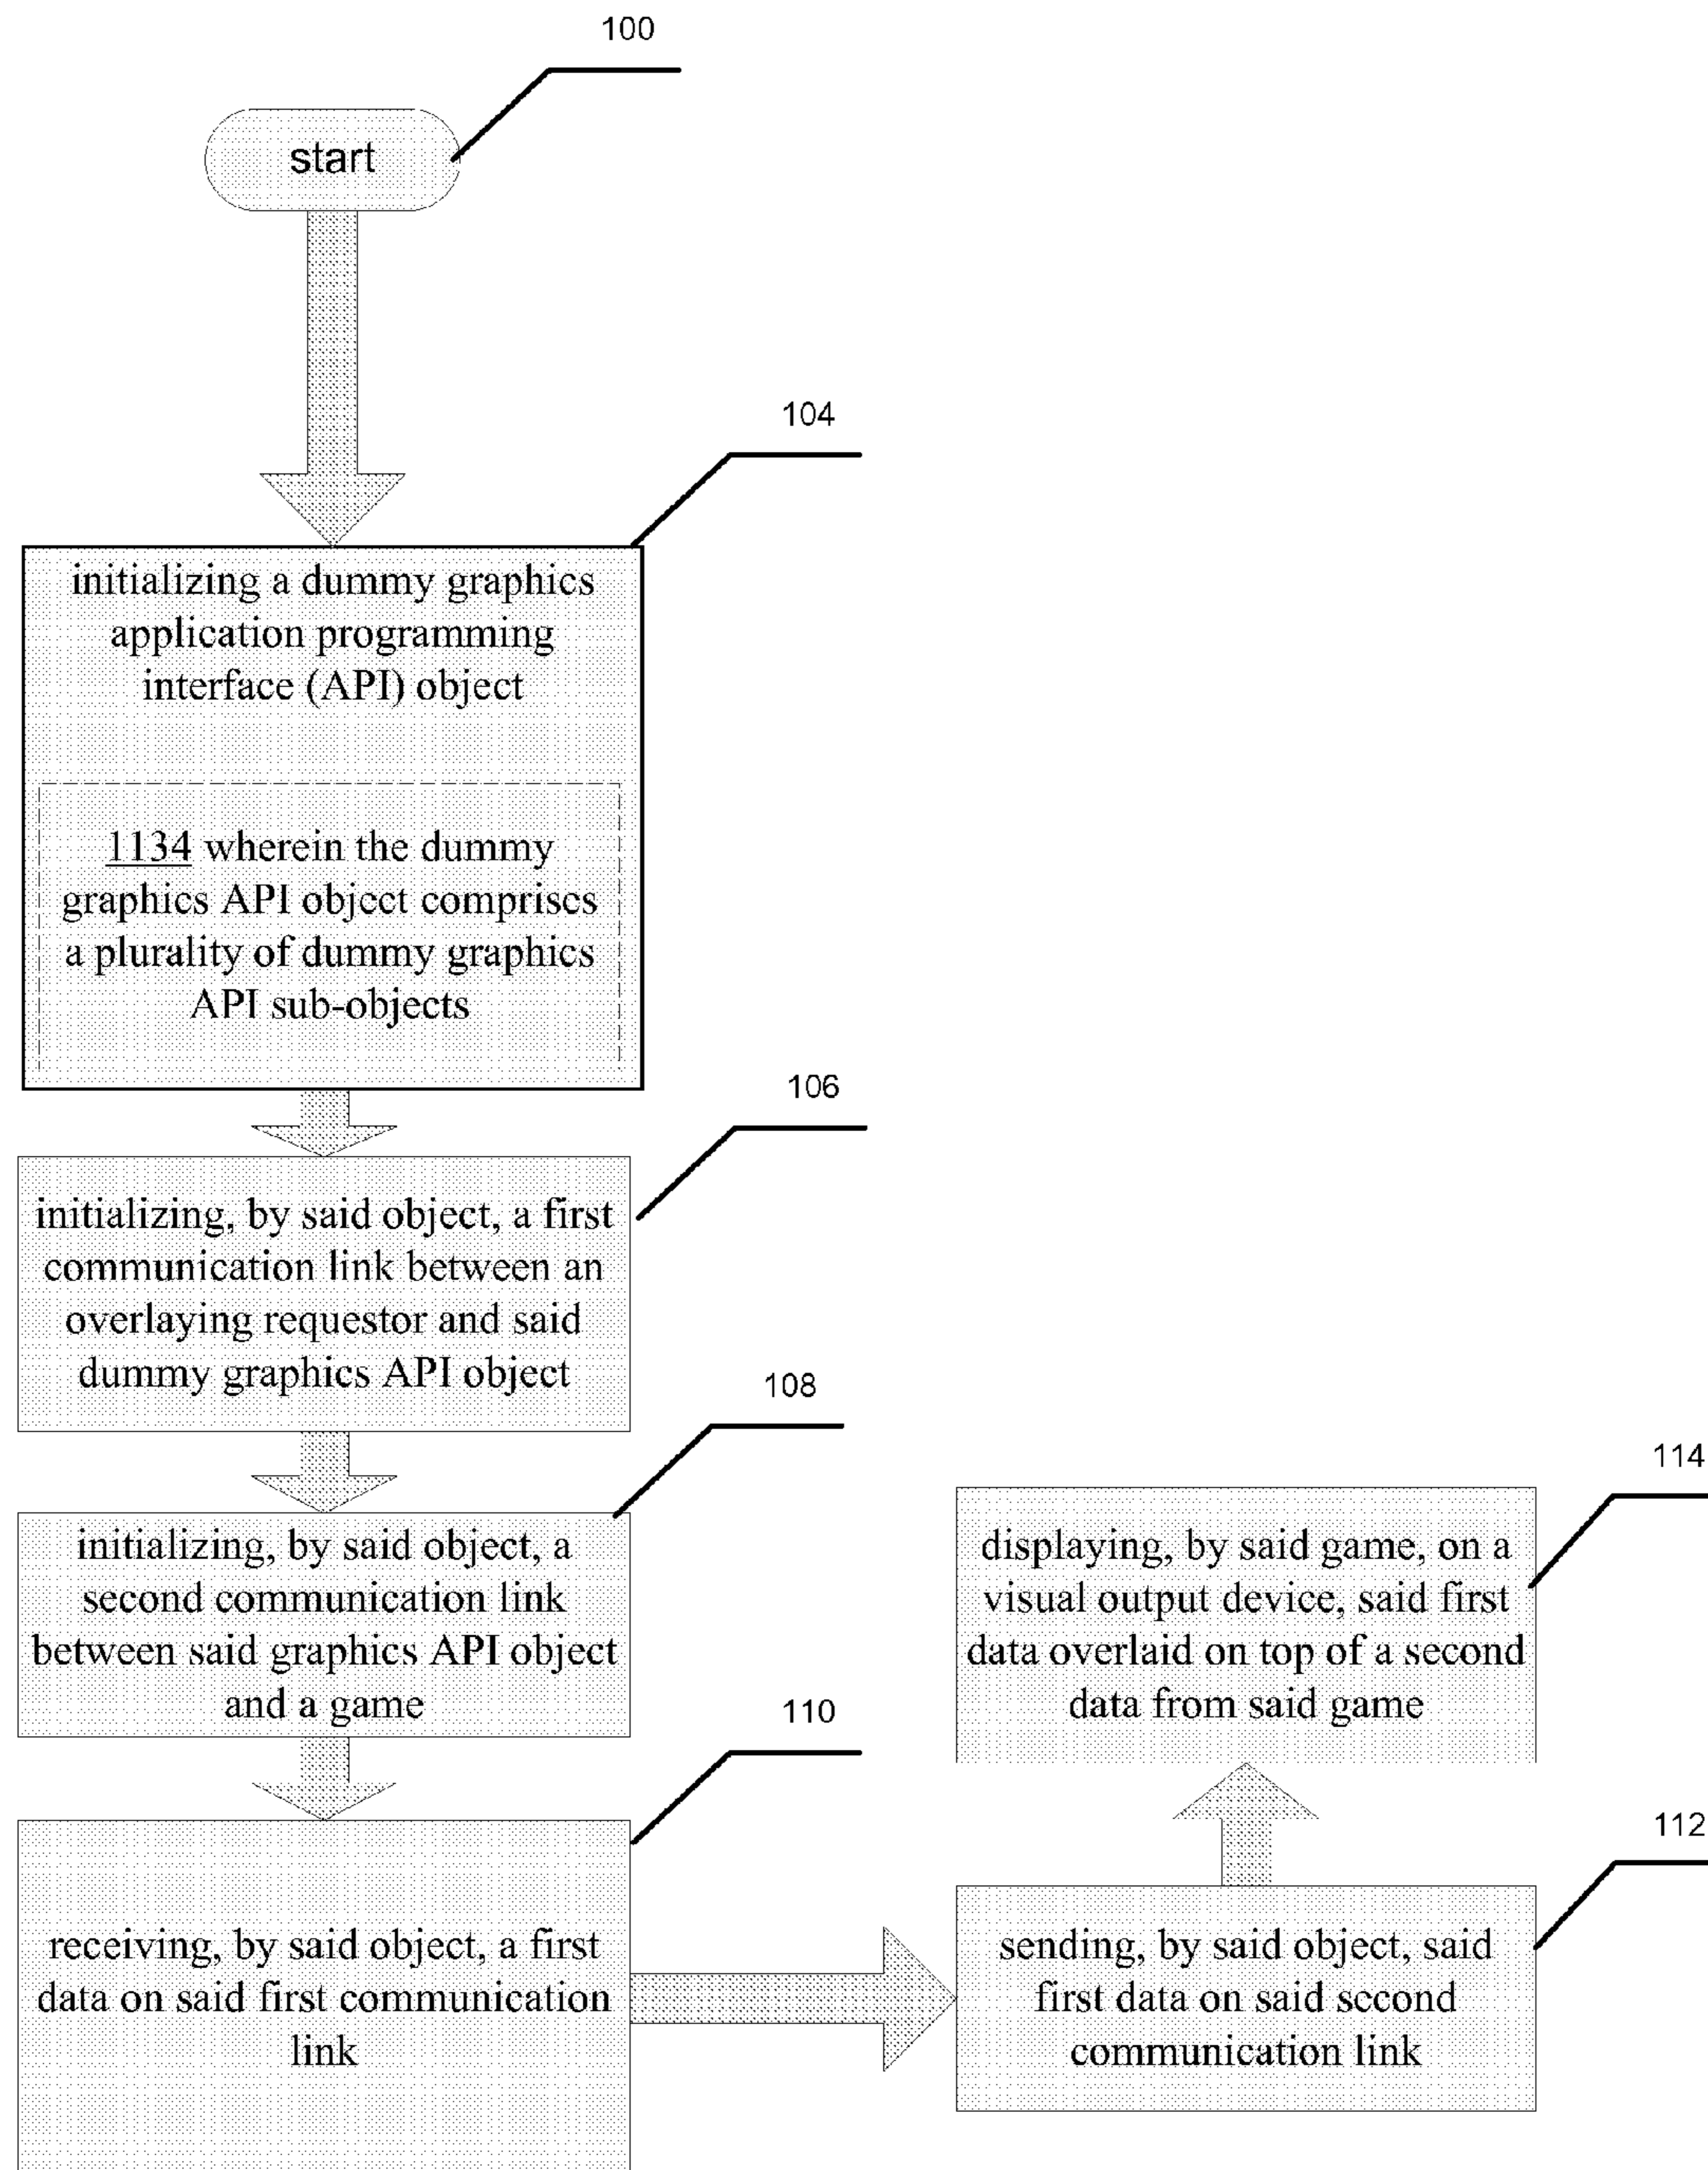 100
start
104
initializing a dummy graphics
application programming
interface (API) object
1134 wherein the dummy
graphics API object comprises
a plurality of dummy graphics
API sub-objects
106
initializing, by said object, a first
communication link between an
overlaying requestor and said
dummy graphics API object
108
initializing, by said object, a
second communication link
between said graphics API object
and a game
110
receiving, by said object, a first
data on said first communication
link
112
sending, by said object, said
first data on said second
communication link
114
displaying, by said game, on a
visual output device, said first
data overlaid on top of a second
data from said game